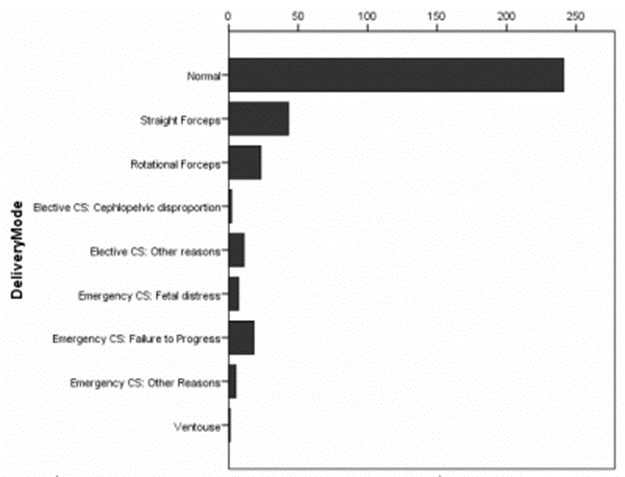 0 50 100 150 200 250
Normal
Straight Forceps
Rotational Forceps
Elective CS: Cephlopelvic disproportion
Elective CS: Other reasons
Emergency CS: Fetal distress
Emergency CS: Failure to Progress
Emergency CS: Other Reasons
Ventouse
DeliveryMode